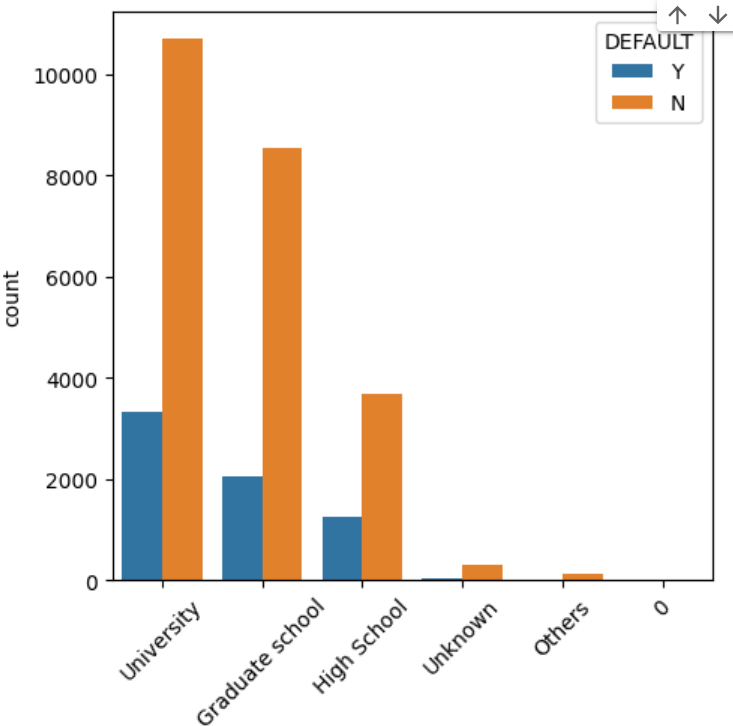 DEFAULT
Y
N
10000
8000
6000
4000
2000
0
count
University
Graduate school
High School
Unknown
Others
0